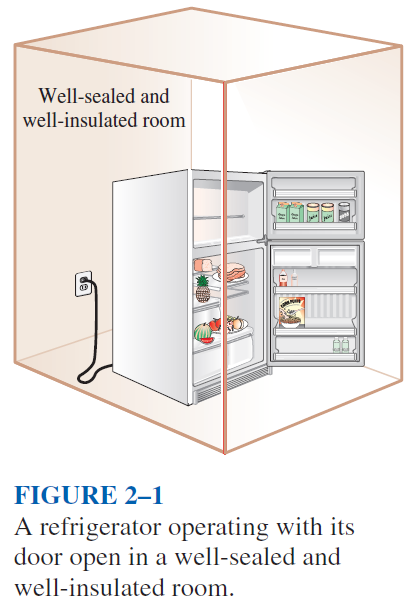 Well-sealed and
well-insulated room
FIGURE 2–1
A refrigerator operating with its
door open in a well-sealed and
well-insulated room.